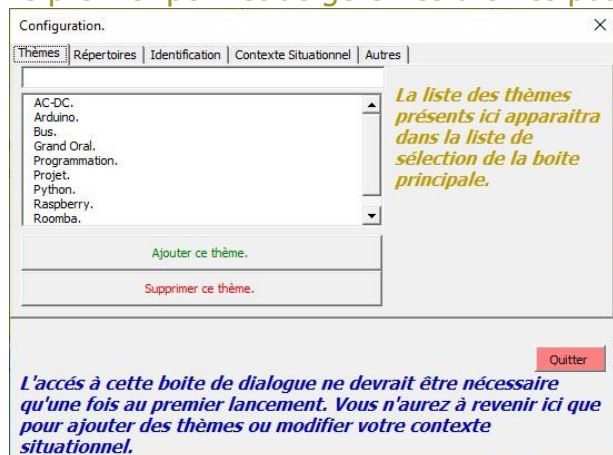 Configuration.
Thèmes Répertoires Identification Contexte Situationnel Autres
AC-DC.
Arduino.
Bus.
Grand Oral.
Programmation.
Projet.
Python.
Raspberry.
Roomba.
La liste des thèmes
présents ici apparaitra
dans la liste de
sélection de la boite
principale.
Ajouter ce thème.
Supprimer ce thème.
Quitter
L'accés à cette boite de dialogue ne devrait être nécessaire
qu'une fois au premier lancement. Vous n'aurez à revenir ici que
pour ajouter des thèmes ou modifier votre contexte
situationnel.